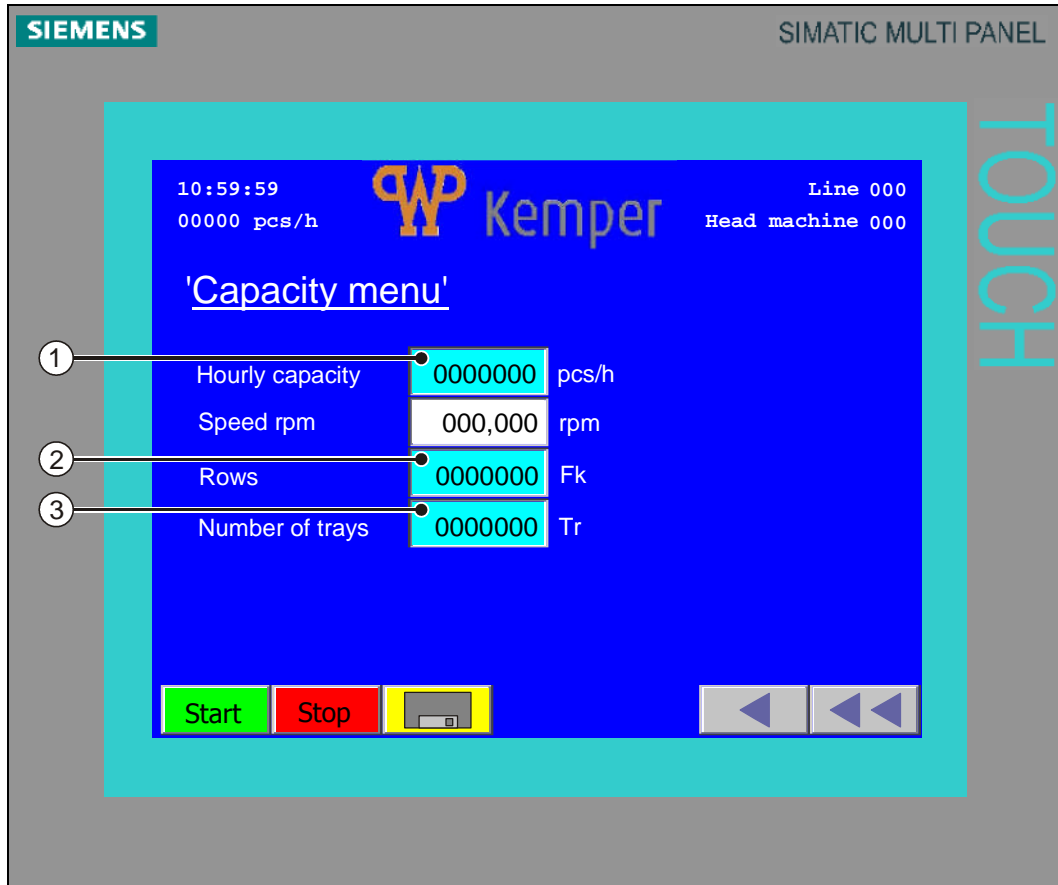 SIEMENS
SIMATIC MULTI PANEL
TOUCH
10:59:59
00000 pcs/h
WP Kemper
Line 000
Head machine 000
'Capacity menu'
1
Hourly capacity 0000000 pcs/h
Speed rpm 000,000 rpm
2
Rows 0000000 Fk
3
Number of trays 0000000 Tr
Start Stop